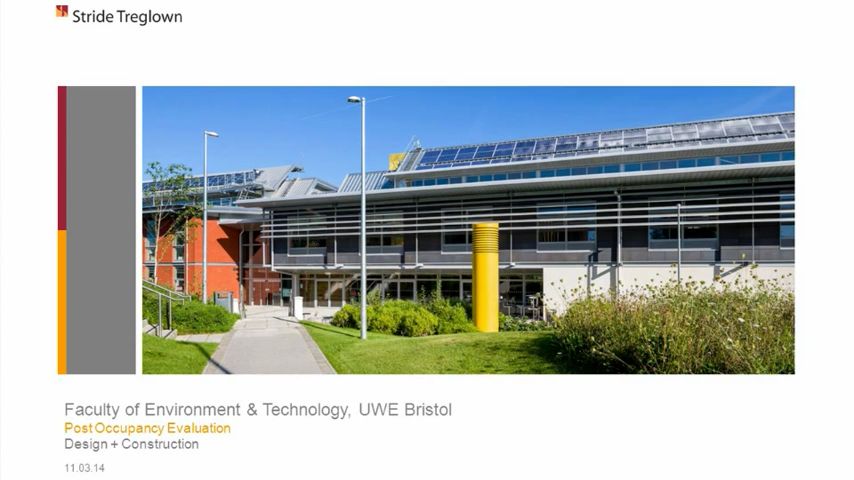 Stride Treglown
Faculty of Environment & Technology, UWE Bristol
Post Occupancy Evaluation
Design + Construction
11.03.14